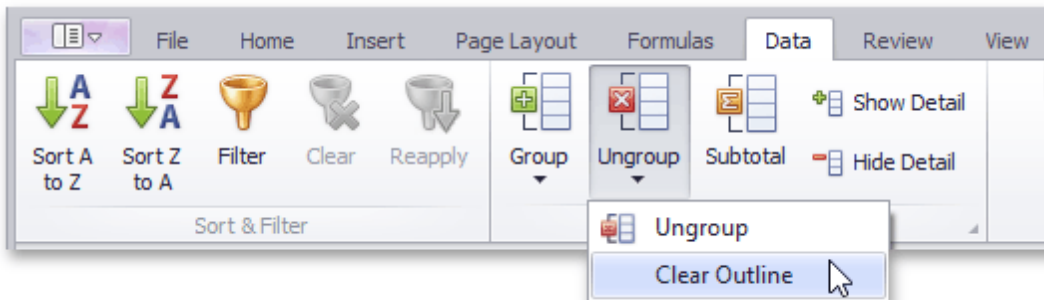 File Home Insert Page Layout Formulas Data Review View
Sort A to Z
Sort Z to A
Filter
Clear
Reapply
Group
Ungroup
Subtotal
Show Detail
Hide Detail
Sort & Filter
Ungroup
Clear Outline